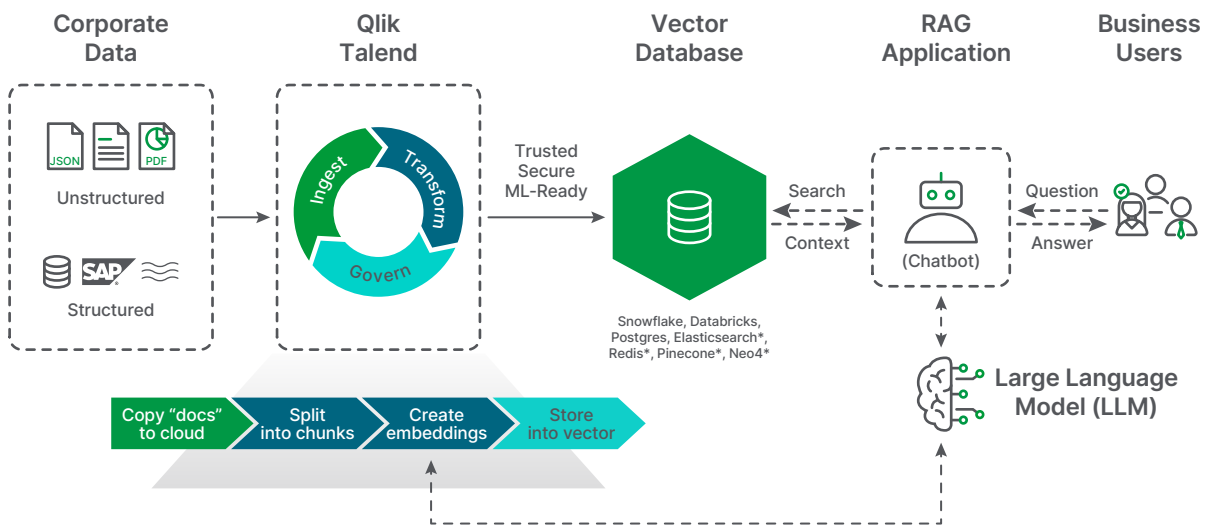 Corporate
Data
Qlik
Talend
Vector
Database
RAG
Application
Business
Users
JSON
PDF
Unstructured
SAP
Structured
Ingest
Transform
Govern
Trusted
Secure
ML-Ready
Snowflake, Databricks,
Postgres, Elasticsearch*,
Redis*, Pinecone*, Neo4*
Search
Context
(Chatbot)
Question
Answer
Large Language
Model (LLM)
Copy “docs”
to cloud
Split
into chunks
Create
embeddings
Store
into vector